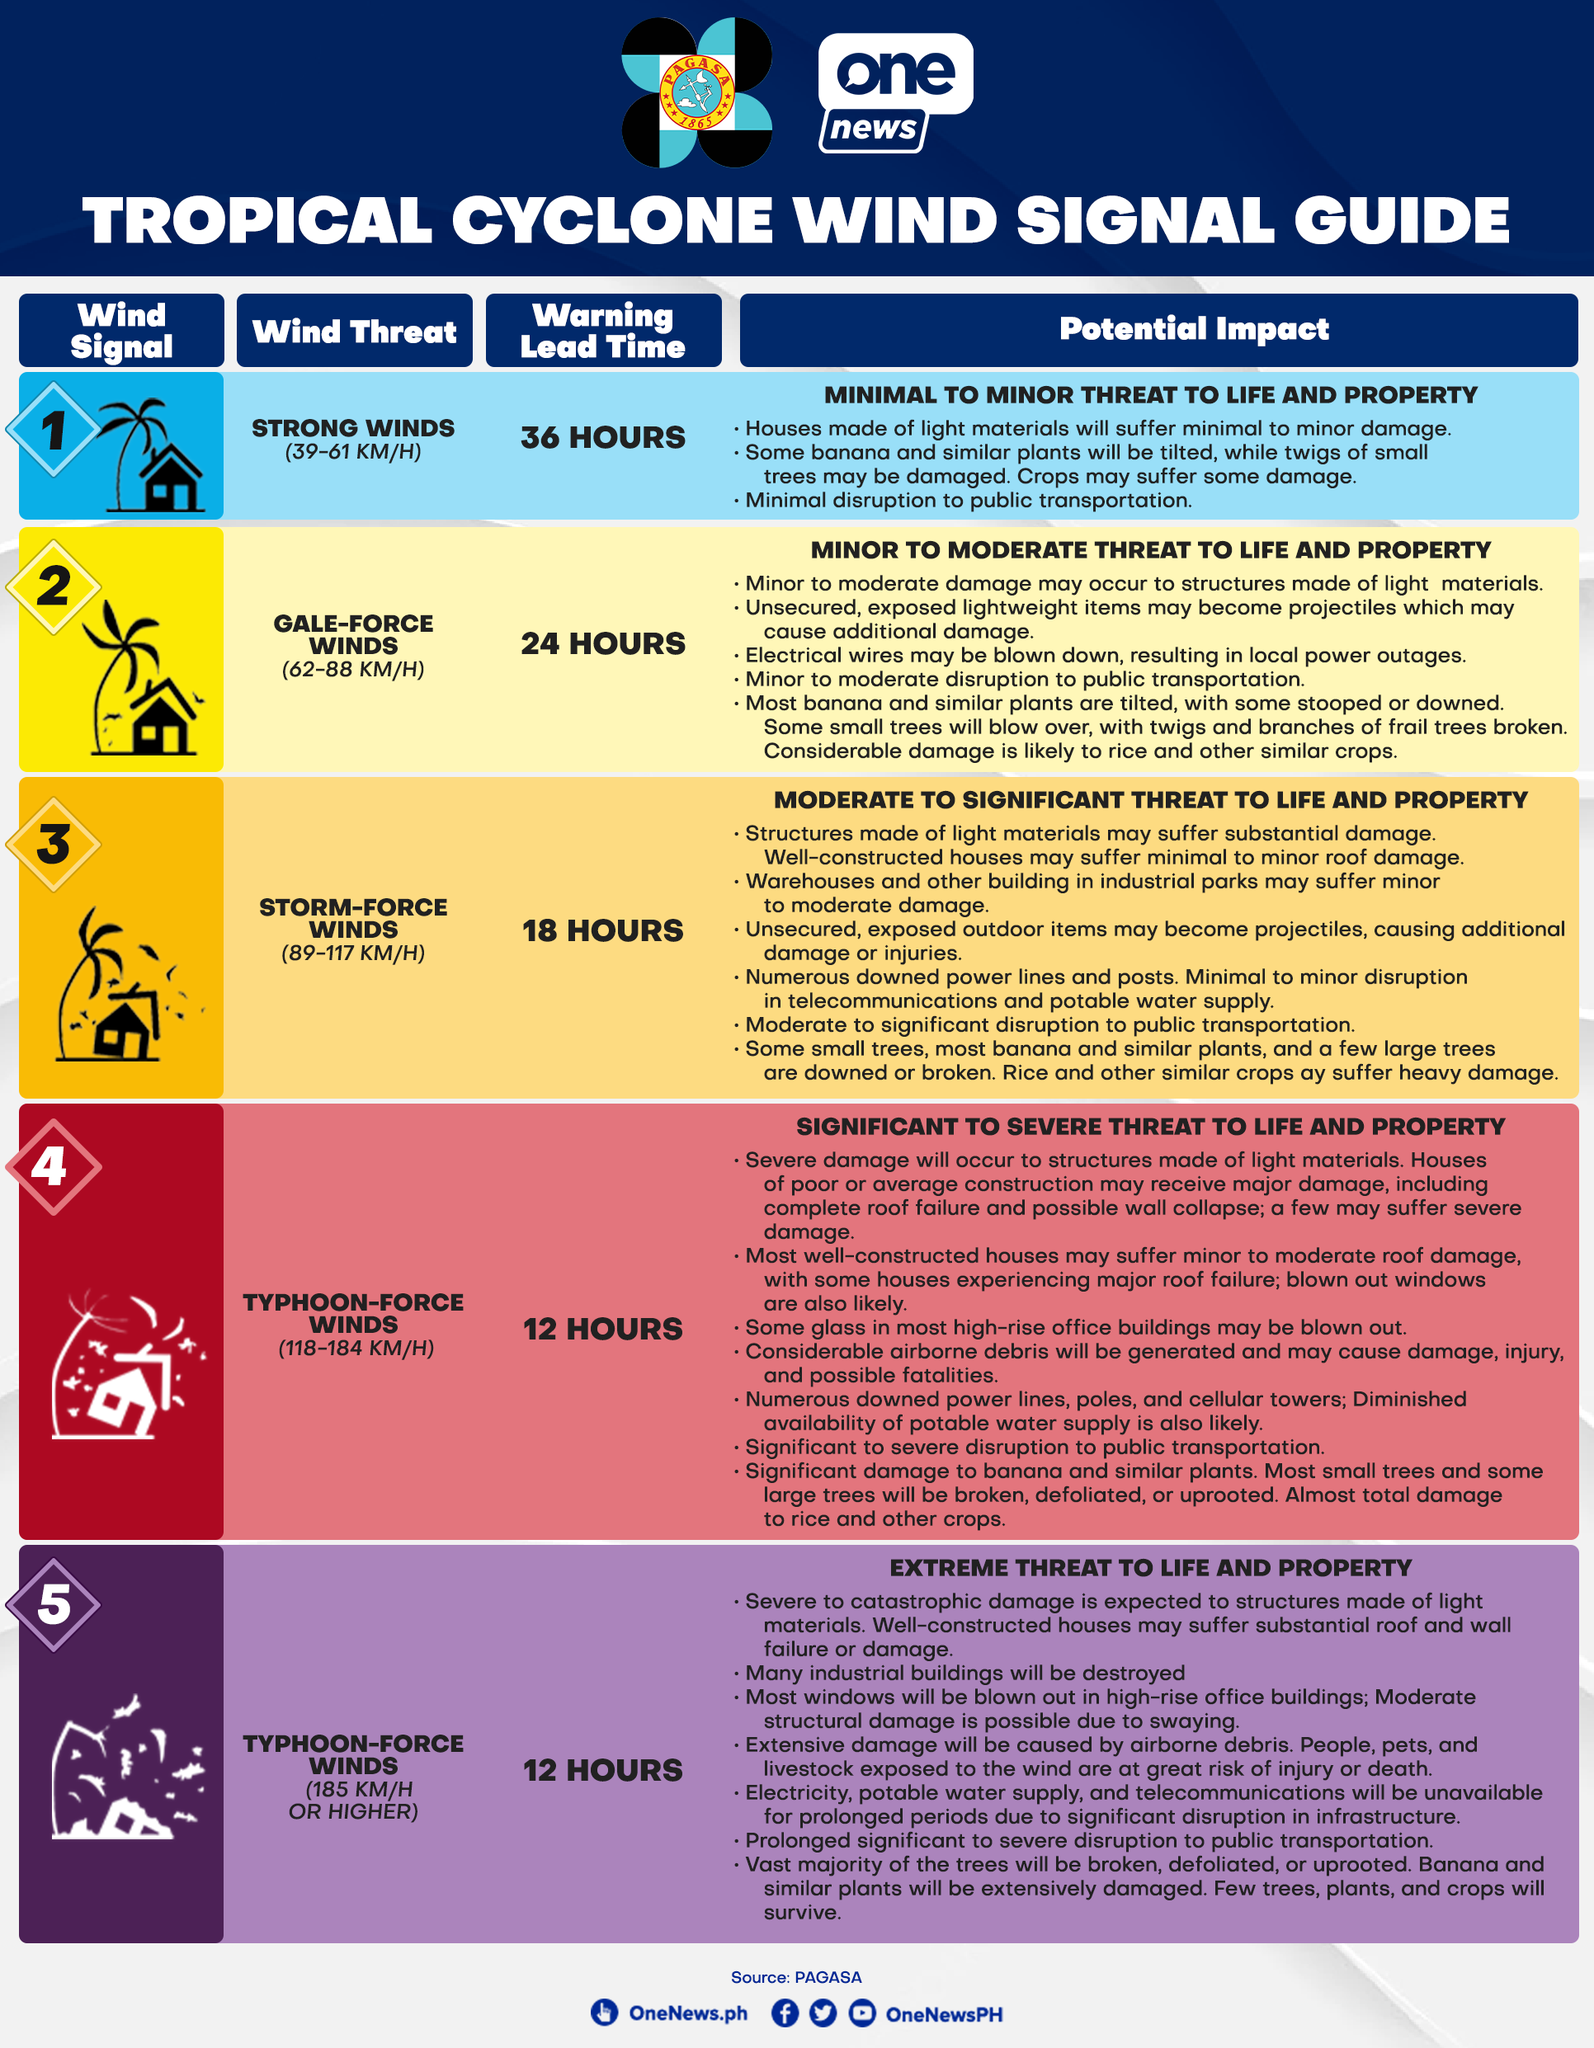 PAGASA
1865
one
news
TROPICAL CYCLONE WIND SIGNAL GUIDE
Wind
Signal
Wind Threat
Warning
Lead Time
Potential Impact
1
STRONG WINDS
(39-61 KM/H)
36 HOURS
MINIMAL TO MINOR THREAT TO LIFE AND PROPERTY
· Houses made of light materials will suffer minimal to minor damage.
· Some banana and similar plants will be tilted, while twigs of small
trees may be damaged. Crops may suffer some damage.
· Minimal disruption to public transportation.
2
GALE-FORCE
WINDS
(62-88 KM/H)
24 HOURS
MINOR TO MODERATE THREAT TO LIFE AND PROPERTY
· Minor to moderate damage may occur to structures made of light materials.
· Unsecured, exposed lightweight items may become projectiles which may
cause additional damage.
· Electrical wires may be blown down, resulting in local power outages.
· Minor to moderate disruption to public transportation.
· Most banana and similar plants are tilted, with some stooped or downed.
Some small trees will blow over, with twigs and branches of frail trees broken.
Considerable damage is likely to rice and other similar crops.
3
STORM-FORCE
WINDS
(89-117 KM/H)
18 HOURS
MODERATE TO SIGNIFICANT THREAT TO LIFE AND PROPERTY
· Structures made of light materials may suffer substantial damage.
Well-constructed houses may suffer minimal to minor roof damage.
· Warehouses and other building in industrial parks may suffer minor
to moderate damage.
· Unsecured, exposed outdoor items may become projectiles, causing additional
damage or injuries.
· Numerous downed power lines and posts. Minimal to minor disruption
in telecommunications and potable water supply.
· Moderate to significant disruption to public transportation.
· Some small trees, most banana and similar plants, and a few large trees
are downed or broken. Rice and other similar crops ay suffer heavy damage.
4
TYPHOON-FORCE
WINDS
(118-184 KM/H)
12 HOURS
SIGNIFICANT TO SEVERE THREAT TO LIFE AND PROPERTY
· Severe damage will occur to structures made of light materials. Houses
of poor or average construction may receive major damage, including
complete roof failure and possible wall collapse; a few may suffer severe
damage.
· Most well-constructed houses may suffer minor to moderate roof damage,
with some houses experiencing major roof failure; blown out windows
are also likely.
· Some glass in most high-rise office buildings may be blown out.
· Considerable airborne debris will be generated and may cause damage, injury,
and possible fatalities.
· Numerous downed power lines, poles, and cellular towers; Diminished
availability of potable water supply is also likely.
· Significant to severe disruption to public transportation.
· Significant damage to banana and similar plants. Most small trees and some
large trees will be broken, defoliated, or uprooted. Almost total damage
to rice and other crops.
5
TYPHOON-FORCE
WINDS
(185 KM/H
OR HIGHER)
12 HOURS
EXTREME THREAT TO LIFE AND PROPERTY
· Severe to catastrophic damage is expected to structures made of light
materials. Well-constructed houses may suffer substantial roof and wall
failure or damage.
· Many industrial buildings will be destroyed
· Most windows will be blown out in high-rise office buildings; Moderate
structural damage is possible due to swaying.
· Extensive damage will be caused by airborne debris. People, pets, and
livestock exposed to the wind are at great risk of injury or death.
· Electricity, potable water supply, and telecommunications will be unavailable
for prolonged periods due to significant disruption in infrastructure.
· Prolonged significant to severe disruption to public transportation.
· Vast majority of the trees will be broken, defoliated, or uprooted. Banana and
similar plants will be extensively damaged. Few trees, plants, and crops will
survive.
Source: PAGASA
OneNews.ph
OneNewsPH